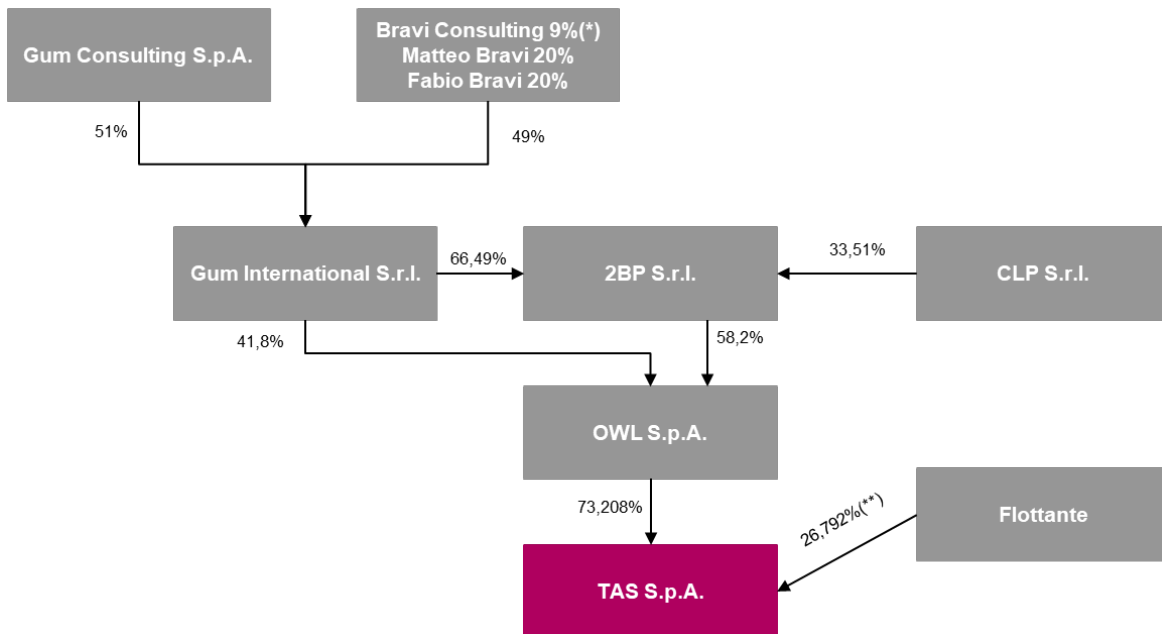 Gum Consulting S.p.A.
Bravi Consulting 9%(*)
Matteo Bravi 20%
Fabio Bravi 20%
51%
49%
Gum International S.r.l.
66,49%
2BP S.r.l.
33,51%
CLP S.r.l.
41,8%
58,2%
OWL S.p.A.
73,208%
26,792%(**)
Flottante
TAS S.p.A.